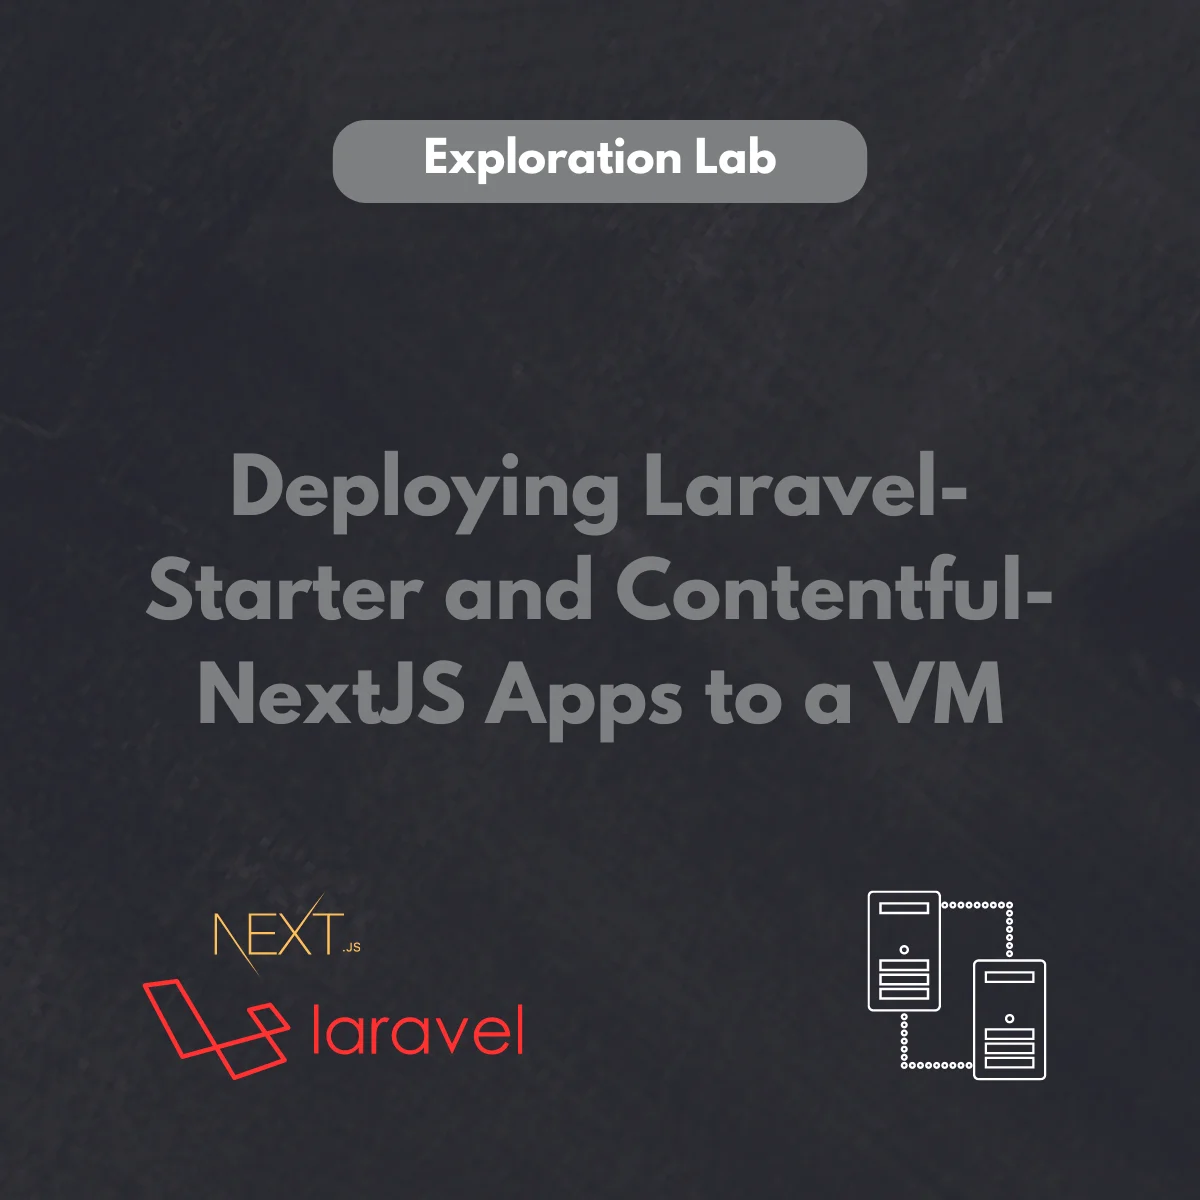 Exploration Lab
Deploying Laravel-
Starter and Contentful-
NextJS Apps to a VM
NEXT.JS
laravel